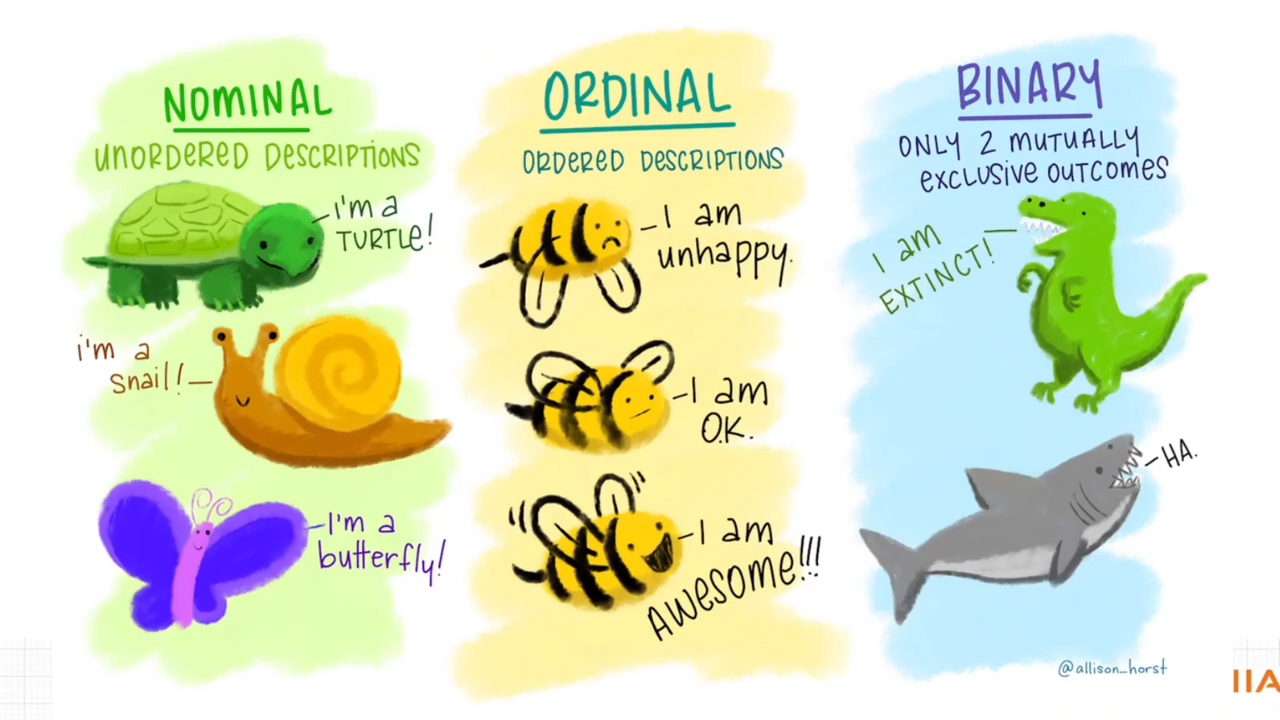 NOMINAL
UNORDERED DESCRIPTIONS
i'm a
TURTLE!
i'm a
snail!
I'm a
butterfly!
ORDINAL
ORDERED DESCRIPTIONS
I am
unhappy.
I am
O.K.
I am
AWESOME!!!
BINARY
ONLY 2 MUTUALLY
EXCLUSIVE OUTCOMES
I am
EXTINCT!
HA.
@allison_horst
IIA